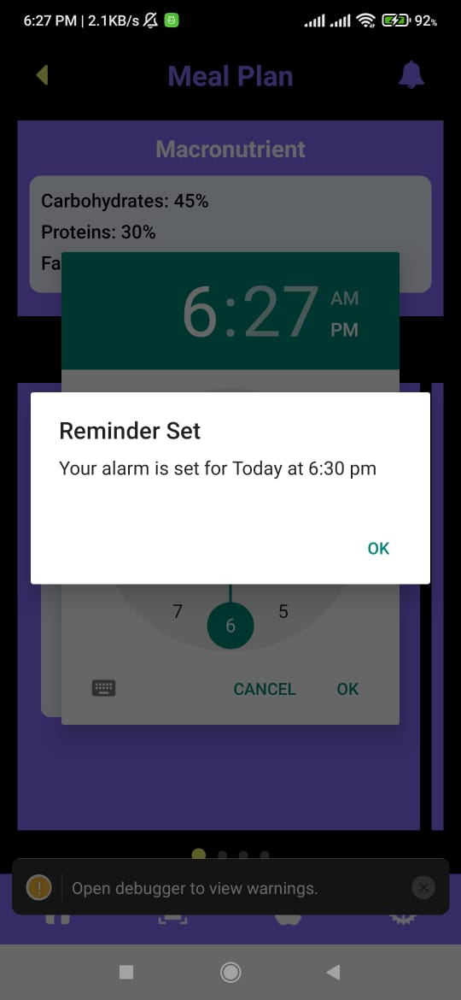 6:27 PM | 2.1KB/s 92%
Meal Plan
Macronutrient
Carbohydrates: 45%
Proteins: 30%
Fa
6:27 AM
PM
Reminder Set
Your alarm is set for Today at 6:30 pm
OK
7 6 5
CANCEL OK
! Open debugger to view warnings.